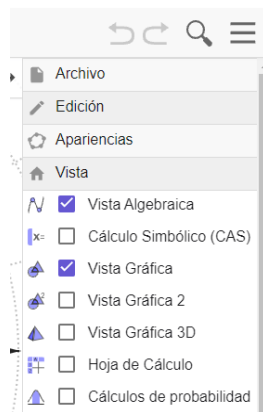 Archivo
Edición
Apariencias
Vista
Vista Algebraica
x= Cálculo Simbólico (CAS)
Vista Gráfica
2 Vista Gráfica 2
Vista Gráfica 3D
Hoja de Cálculo
Cálculos de probabilidad